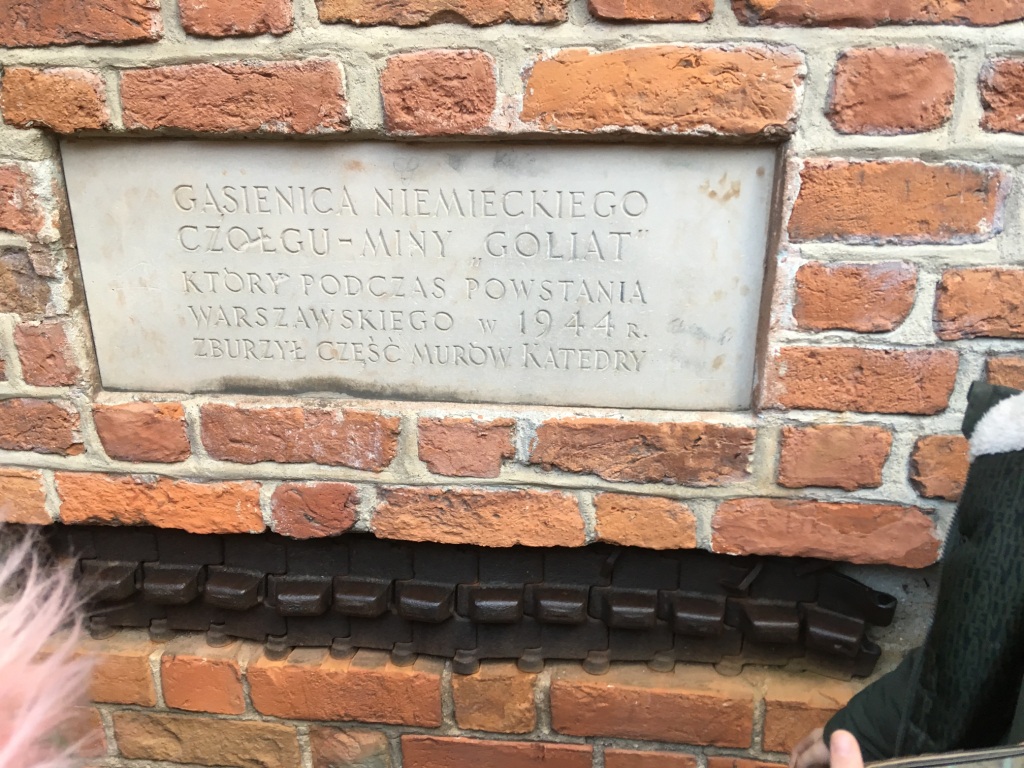 GĄSIENICA NIEMIECKIEGO
CZOŁGU-MINY „GOLIAT"
KTÓRY PODCZAS POWSTANIA
WARSZAWSKIEGO W 1944 R.
ZBURZYŁ CZĘŚĆ MURÓW KATEDRY